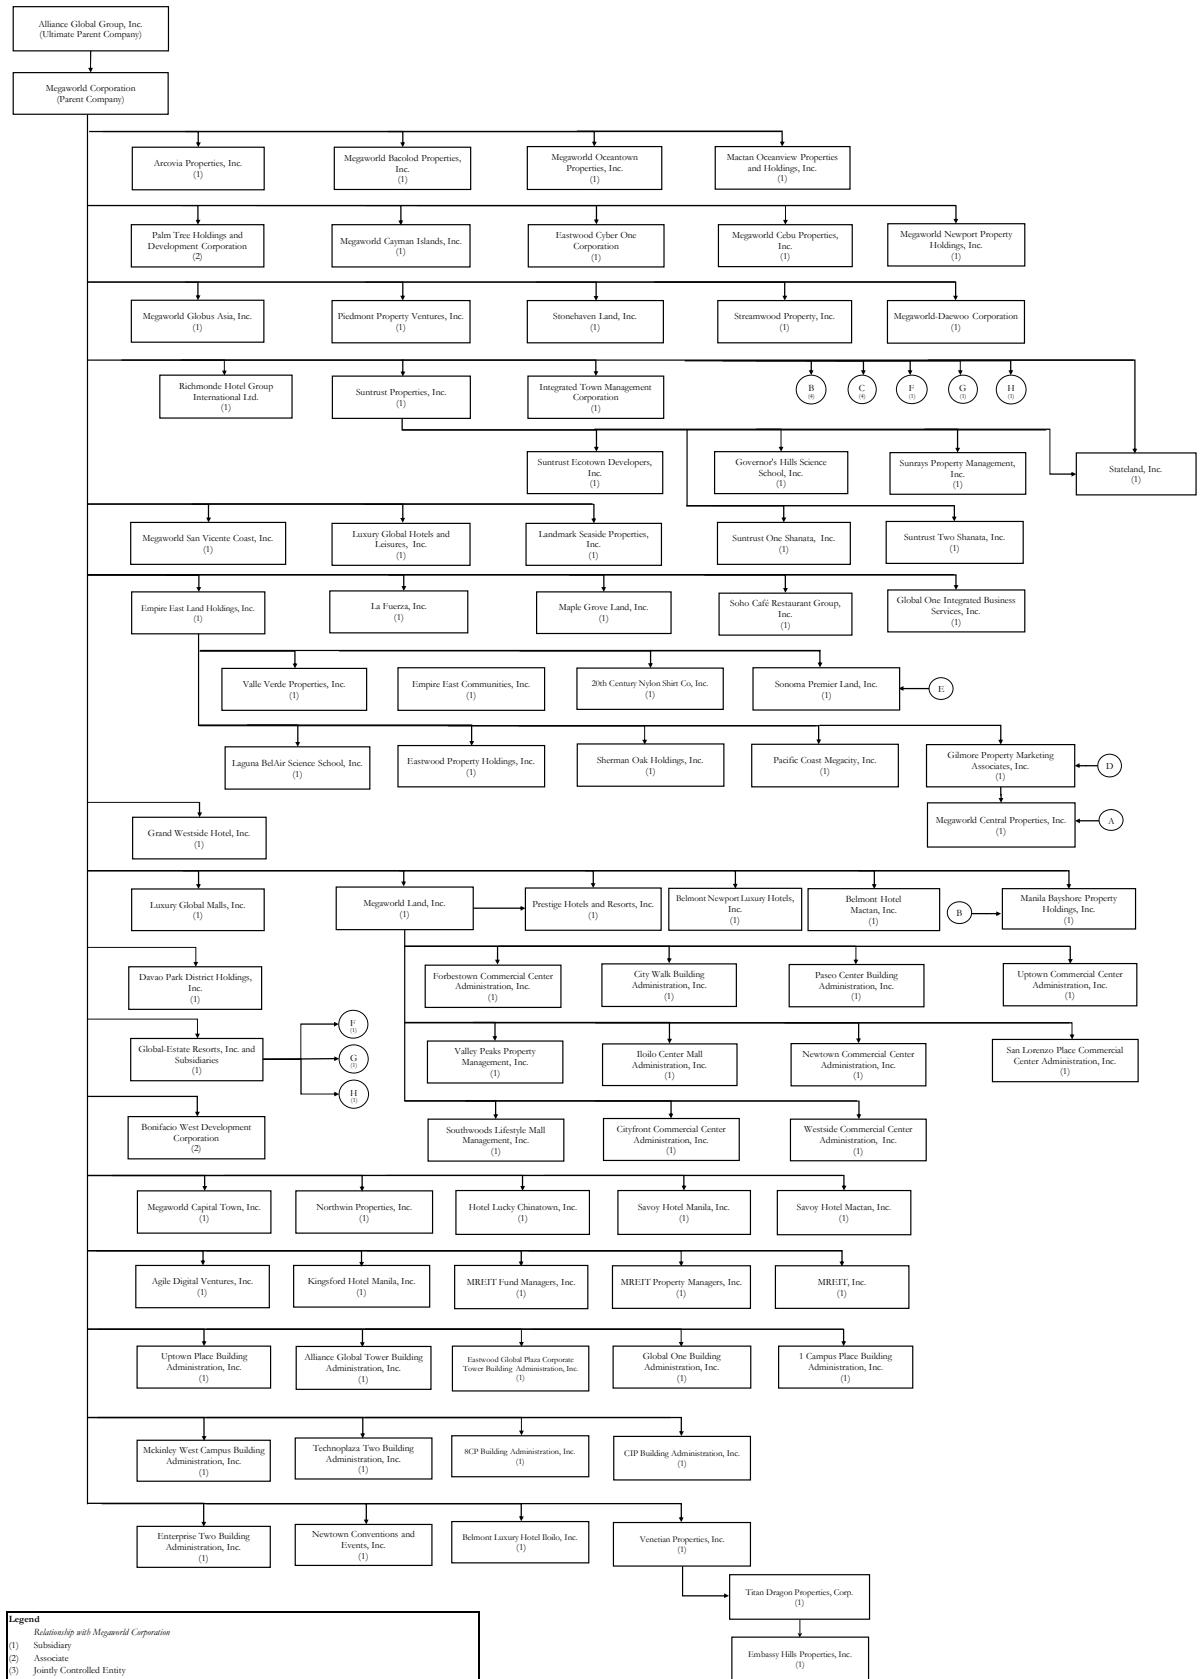 Alliance Global Group, Inc.
(Ultimate Parent Company)
Megaworld Corporation
(Parent Company)
Arcovia Properties, Inc.
(1)
Megaworld Bacolod Properties,
Inc.
(1)
Megaworld Oceantown
Properties, Inc.
(1)
Mactan Oceanview Properties
and Holdings, Inc.
(1)
Palm Tree Holdings and
Development Corporation
(2)
Megaworld Cayman Islands, Inc.
(1)
Eastwood Cyber One
Corporation
(1)
Megaworld Cebu Properties,
Inc.
(1)
Megaworld Newport Property
Holdings, Inc.
(1)
Megaworld Globus Asia, Inc.
(1)
Piedmont Property Ventures, Inc.
(1)
Stonehaven Land, Inc.
(1)
Streamwood Property, Inc.
(1)
Megaworld-Daewoo Corporation
(1)
Richmonde Hotel Group
International Ltd.
(1)
Suntrust Properties, Inc.
(1)
Integrated Town Management
Corporation
(1)
B
(4)
C
(4)
F
(1)
G
(1)
H
(1)
Suntrust Ecotown Developers,
Inc.
(1)
Governor's Hills Science
School, Inc.
(1)
Sunrays Property Management,
Inc.
(1)
Stateland, Inc.
(1)
Megaworld San Vicente Coast, Inc.
(1)
Luxury Global Hotels and
Leisures, Inc.
(1)
Landmark Seaside Properties,
Inc.
(1)
Suntrust One Shanata, Inc.
(1)
Suntrust Two Shanata, Inc.
(1)
Empire East Land Holdings, Inc.
(1)
La Fuerza, Inc.
(1)
Maple Grove Land, Inc.
(1)
Soho Café Restaurant Group,
Inc.
(1)
Global One Integrated Business
Services, Inc.
(1)
Valle Verde Properties, Inc.
(1)
Empire East Communities, Inc.
(1)
20th Century Nylon Shirt Co, Inc.
(1)
Sonoma Premier Land, Inc.
(1)
E
Laguna BelAir Science School, Inc.
(1)
Eastwood Property Holdings, Inc.
(1)
Sherman Oak Holdings, Inc.
(1)
Pacific Coast Megacity, Inc.
(1)
Gilmore Property Marketing
Associates, Inc.
(1)
D
Grand Westside Hotel, Inc.
(1)
Megaworld Central Properties, Inc.
(1)
A
Luxury Global Malls, Inc.
(1)
Megaworld Land, Inc.
(1)
Prestige Hotels and Resorts, Inc.
(1)
Belmont Newport Luxury Hotels,
Inc.
(1)
Belmont Hotel
Mactan, Inc.
(1)
B
Manila Bayshore Property
Holdings, Inc.
(1)
Davao Park District Holdings,
Inc.
(1)
Forbestown Commercial Center
Administration, Inc.
(1)
City Walk Building
Administration, Inc.
(1)
Paseo Center Building
Administration, Inc.
(1)
Uptown Commercial Center
Administration, Inc.
(1)
Global-Estate Resorts, Inc. and
Subsidiaries
(1)
F
(1)
G
(1)
H
(1)
Valley Peaks Property
Management, Inc.
(1)
Iloilo Center Mall
Administration, Inc.
(1)
Newtown Commercial Center
Administration, Inc.
(1)
San Lorenzo Place Commercial
Center Administration, Inc.
(1)
Bonifacio West Development
Corporation
(2)
Southwoods Lifestyle Mall
Management, Inc.
(1)
Cityfront Commercial Center
Administration, Inc.
(1)
Westside Commercial Center
Administration, Inc.
(1)
Megaworld Capital Town, Inc.
(1)
Northwin Properties, Inc.
(1)
Hotel Lucky Chinatown, Inc.
(1)
Savoy Hotel Manila, Inc.
(1)
Savoy Hotel Mactan, Inc.
(1)
Agile Digital Ventures, Inc.
(1)
Kingsford Hotel Manila, Inc.
(1)
MREIT Fund Managers, Inc.
(1)
MREIT Property Managers, Inc.
(1)
MREIT, Inc.
(1)
Uptown Place Building
Administration, Inc.
(1)
Alliance Global Tower Building
Administration, Inc.
(1)
Eastwood Global Plaza Corporate
Tower Building Administration, Inc.
(1)
Global One Building
Administration, Inc.
(1)
1 Campus Place Building
Administration, Inc.
(1)
Mckinley West Campus Building
Administration, Inc.
(1)
Technoplaza Two Building
Administration, Inc.
(1)
8CP Building Administration, Inc.
(1)
CIP Building Administration, Inc.
(1)
Enterprise Two Building
Administration, Inc.
(1)
Newtown Conventions and
Events, Inc.
(1)
Belmont Luxury Hotel Iloilo, Inc.
(1)
Venetian Properties, Inc.
(1)
Titan Dragon Properties, Corp.
(1)
Embassy Hills Properties, Inc.
(1)
Legend
Relationship with Megaworld Corporation
(1) Subsidiary
(2) Associate
(3) Jointly Controlled Entity